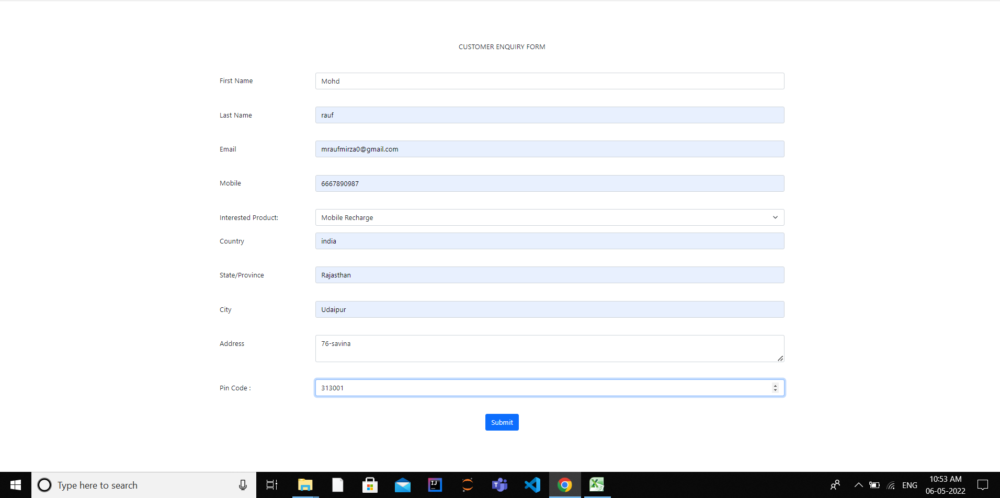 CUSTOMER ENQUIRY FORM
First Name Mohd
Last Name rauf
Email mraufmirza0@gmail.com
Mobile 6667890987
Interested Product: Mobile Recharge
Country india
State/Province Rajasthan
City Udaipur
Address 76-savina
Pin Code : 313001
Submit
Type here to search
ENG
10:53 AM
06-05-2022